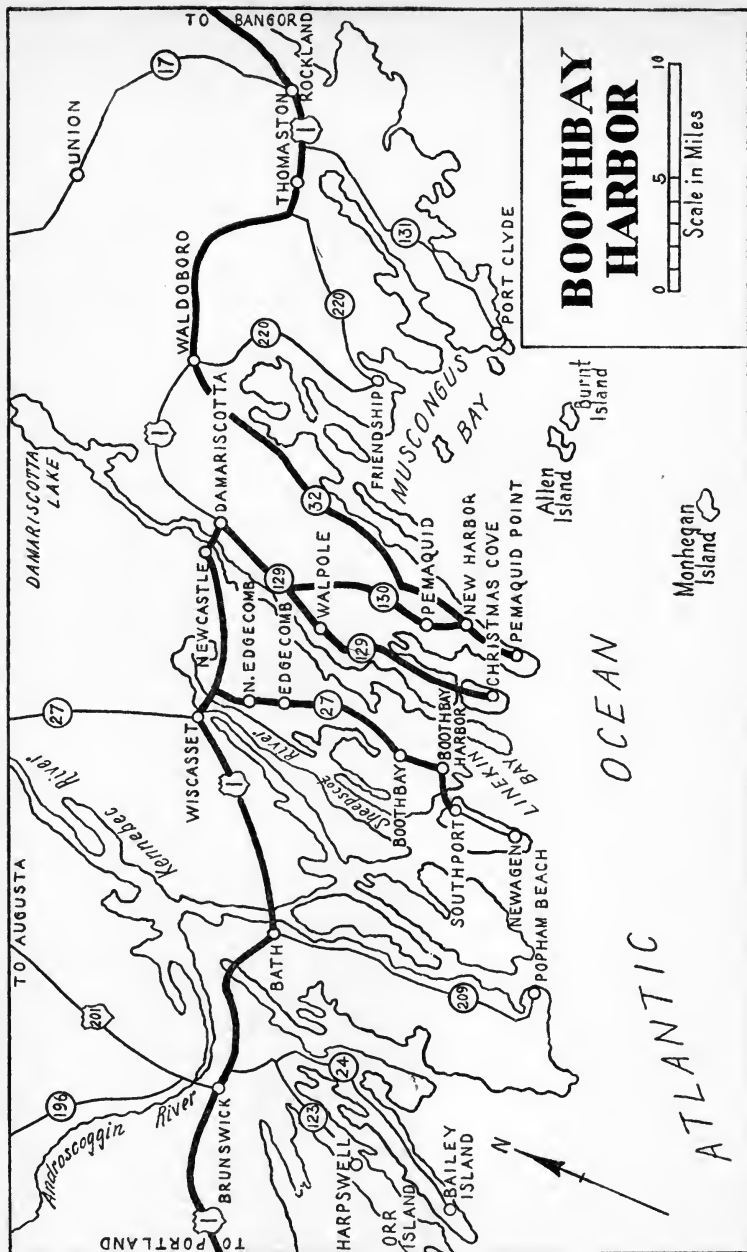 TO BANGOR
17
UNION
ROCKLAND
THOMASTON
1
131
PORT CLYDE
WALDOBORO
220
220
FRIENDSHIP
MUSCONGUS
BAY
DAMARISCOTTA
LAKE
1
DAMARISCOTTA
32
NEWCASTLE
129
WALPOLE
130
PEMAQUID
NEW HARBOR
129
CHRISTMAS COVE
PEMAQUID POINT
N. EDGECOMB
EDGECOMB
27
27
WISCASSET
Sheepscot River
BOOTHBAY
BOOTHBAY
HARBOR
LINEKIN
BAY
SOUTHPORT
NEWAGEN
Kennebec River
1
TO AUGUSTA
201
BATH
209
POPHAM BEACH
196
Androscoggin River
BRUNSWICK
1
TO PORTLAND
24
123
HARPSWELL
ORR
ISLAND
BAILEY
ISLAND
N
ATLANTIC OCEAN
Allen
Island
Burnt
Island
Monhegan
Island
BOOTHBAY
HARBOR
0 5 10
Scale in Miles